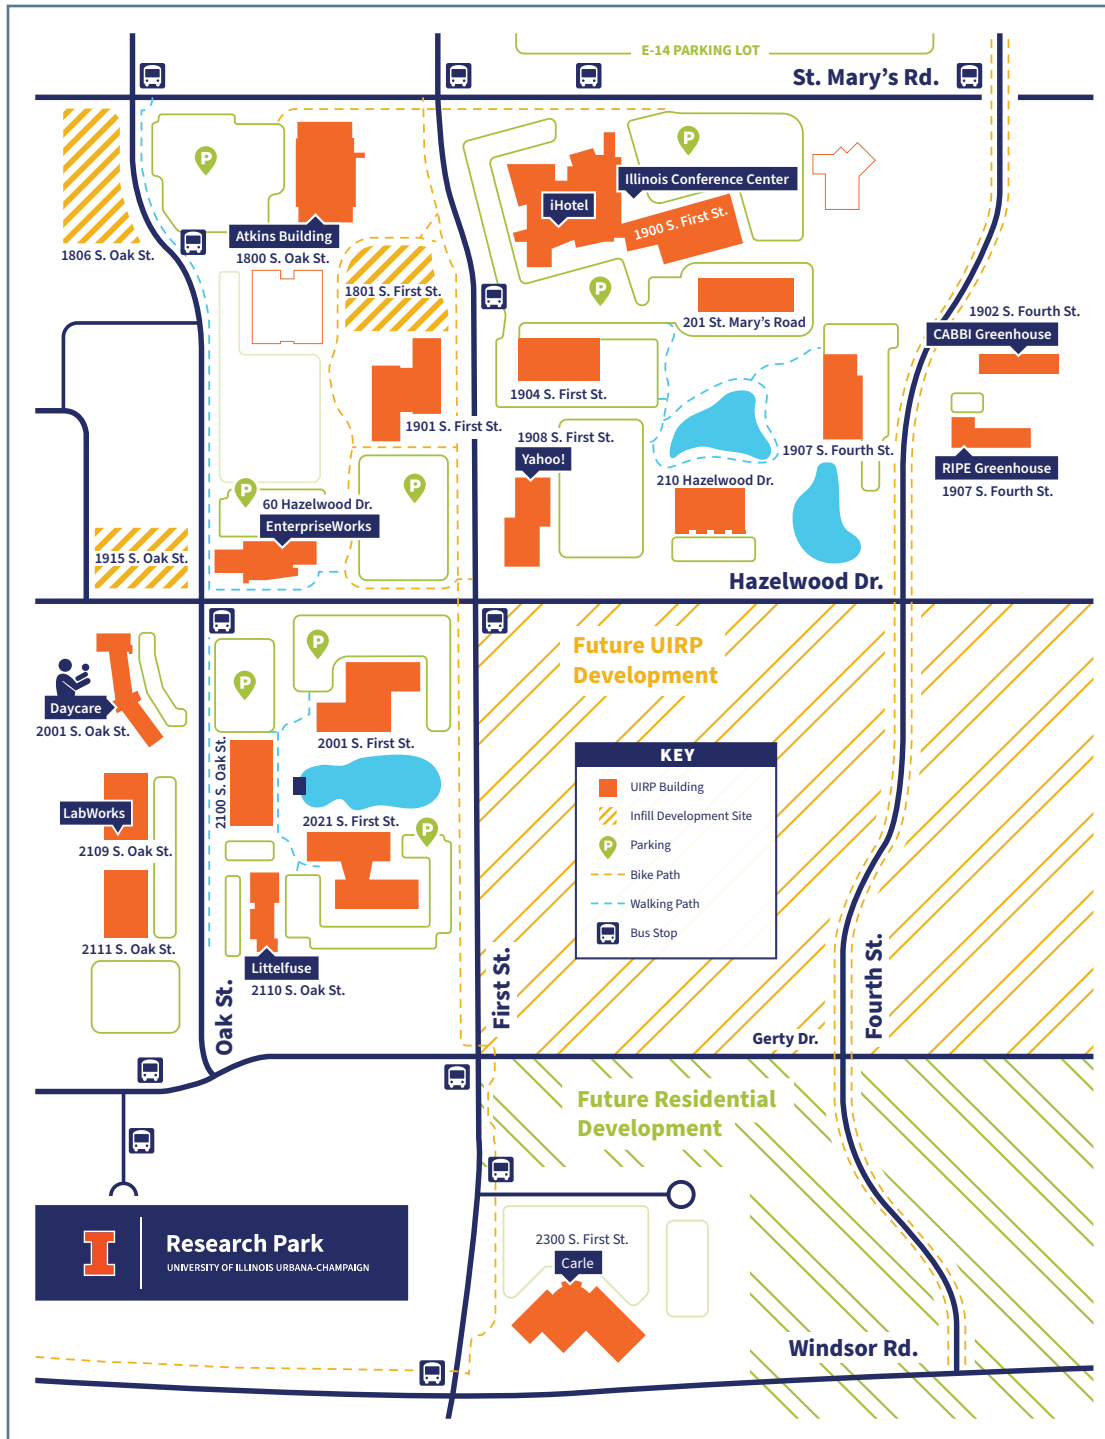 E-14 PARKING LOT
St. Mary's Rd.
P
P
Illinois Conference Center
iHotel
1900 S. First St.
Atkins Building
1800 S. Oak St.
1806 S. Oak St.
1801 S. First St.
P
201 St. Mary's Road
1902 S. Fourth St.
CABBI Greenhouse
1904 S. First St.
1901 S. First St.
1908 S. First St.
Yahoo!
1907 S. Fourth St.
RIPE Greenhouse
1907 S. Fourth St.
210 Hazelwood Dr.
P
P
60 Hazelwood Dr.
EnterpriseWorks
1915 S. Oak St.
Hazelwood Dr.
Future UIRP
Development
P
P
Daycare
2001 S. Oak St.
2001 S. First St.
2100 S. Oak St.
KEY
UIRP Building
Infill Development Site
P
Parking
Bike Path
Walking Path
Bus Stop
LabWorks
2109 S. Oak St.
2021 S. First St.
P
2111 S. Oak St.
Littelfuse
2110 S. Oak St.
Oak St.
First St.
Fourth St.
Gerty Dr.
Future Residential
Development
I
Research Park
UNIVERSITY OF ILLINOIS URBANA-CHAMPAIGN
2300 S. First St.
Carle
Windsor Rd.